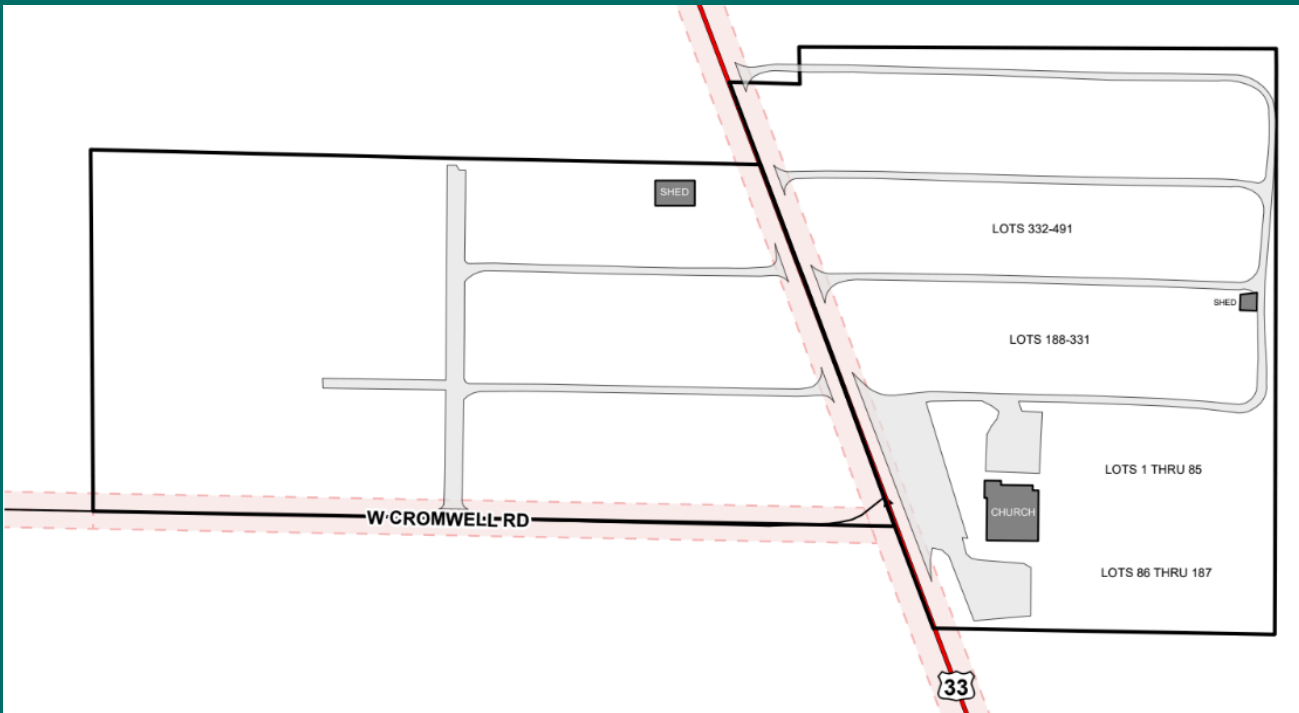 SHED
LOTS 332-491
SHED
LOTS 188-331
LOTS 1 THRU 85
CHURCH
W CROMWELL RD
LOTS 86 THRU 187
33